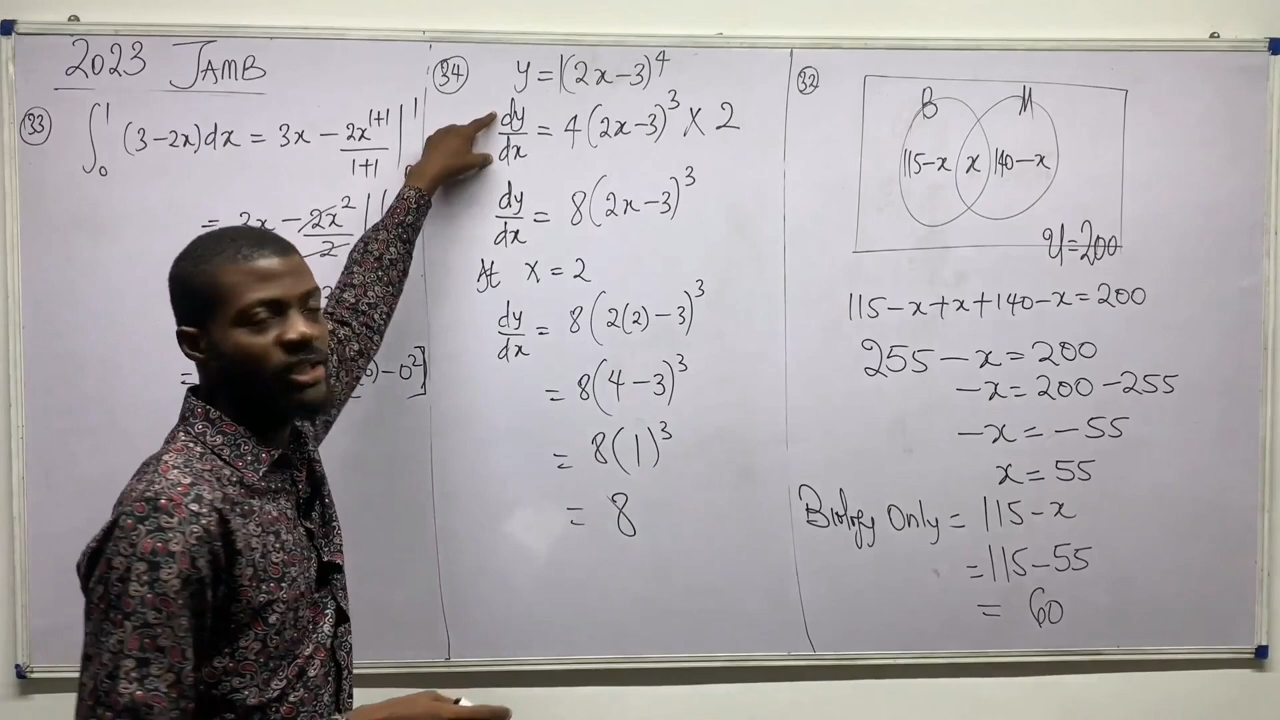 2023 JAMB
33
∫₀¹ (3-2x)dx = 3x - 2x^(1+1)/(1+1) |¹
= 3x - 2x²/2 |
=
) - 0²]
34
y = 1(2x-3)⁴
dy/dx = 4(2x-3)³ × 2
dy/dx = 8(2x-3)³
At x = 2
dy/dx = 8(2(2)-3)³
= 8(4-3)³
= 8(1)³
= 8
32
B M
115-x x 140-x
U=200
115-x+x+140-x=200
255-x=200
-x=200-255
-x=-55
x=55
Biology Only = 115-x
=115-55
= 60